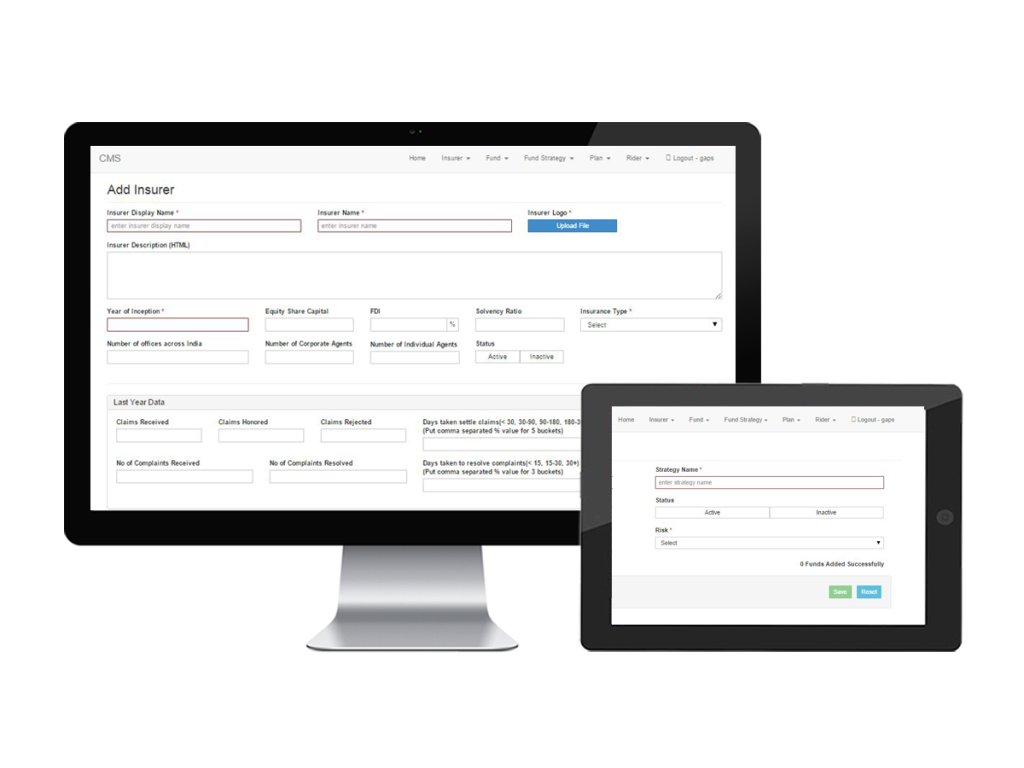 CMS
Home Insurer Fund Fund Strategy Plan Rider Logout - gaps
Add Insurer
Insurer Display Name * Insurer Name * Insurer Logo *
enter insurer display name enter insurer name Upload File
Insurer Description (HTML)
Year of Inception * Equity Share Capital FDI Solvency Ratio Insurance Type *
% Select
Number of offices across India Number of Corporate Agents Number of Individual Agents Status
Active Inactive
Last Year Data
Claims Received Claims Honored Claims Rejected Days taken settle claims(< 30, 30-90, 90-180, 180-3
(Put comma separated % value for 5 buckets)
No of Complaints Received No of Complaints Resolved Days taken to resolve complaints(< 15, 15-30, 30+)
(Put comma separated % value for 3 buckets)
Home Insurer Fund Fund Strategy Plan Rider Logout - gaps
Strategy Name *
enter strategy name
Status
Active Inactive
Risk *
Select
0 Funds Added Successfully
Save Reset